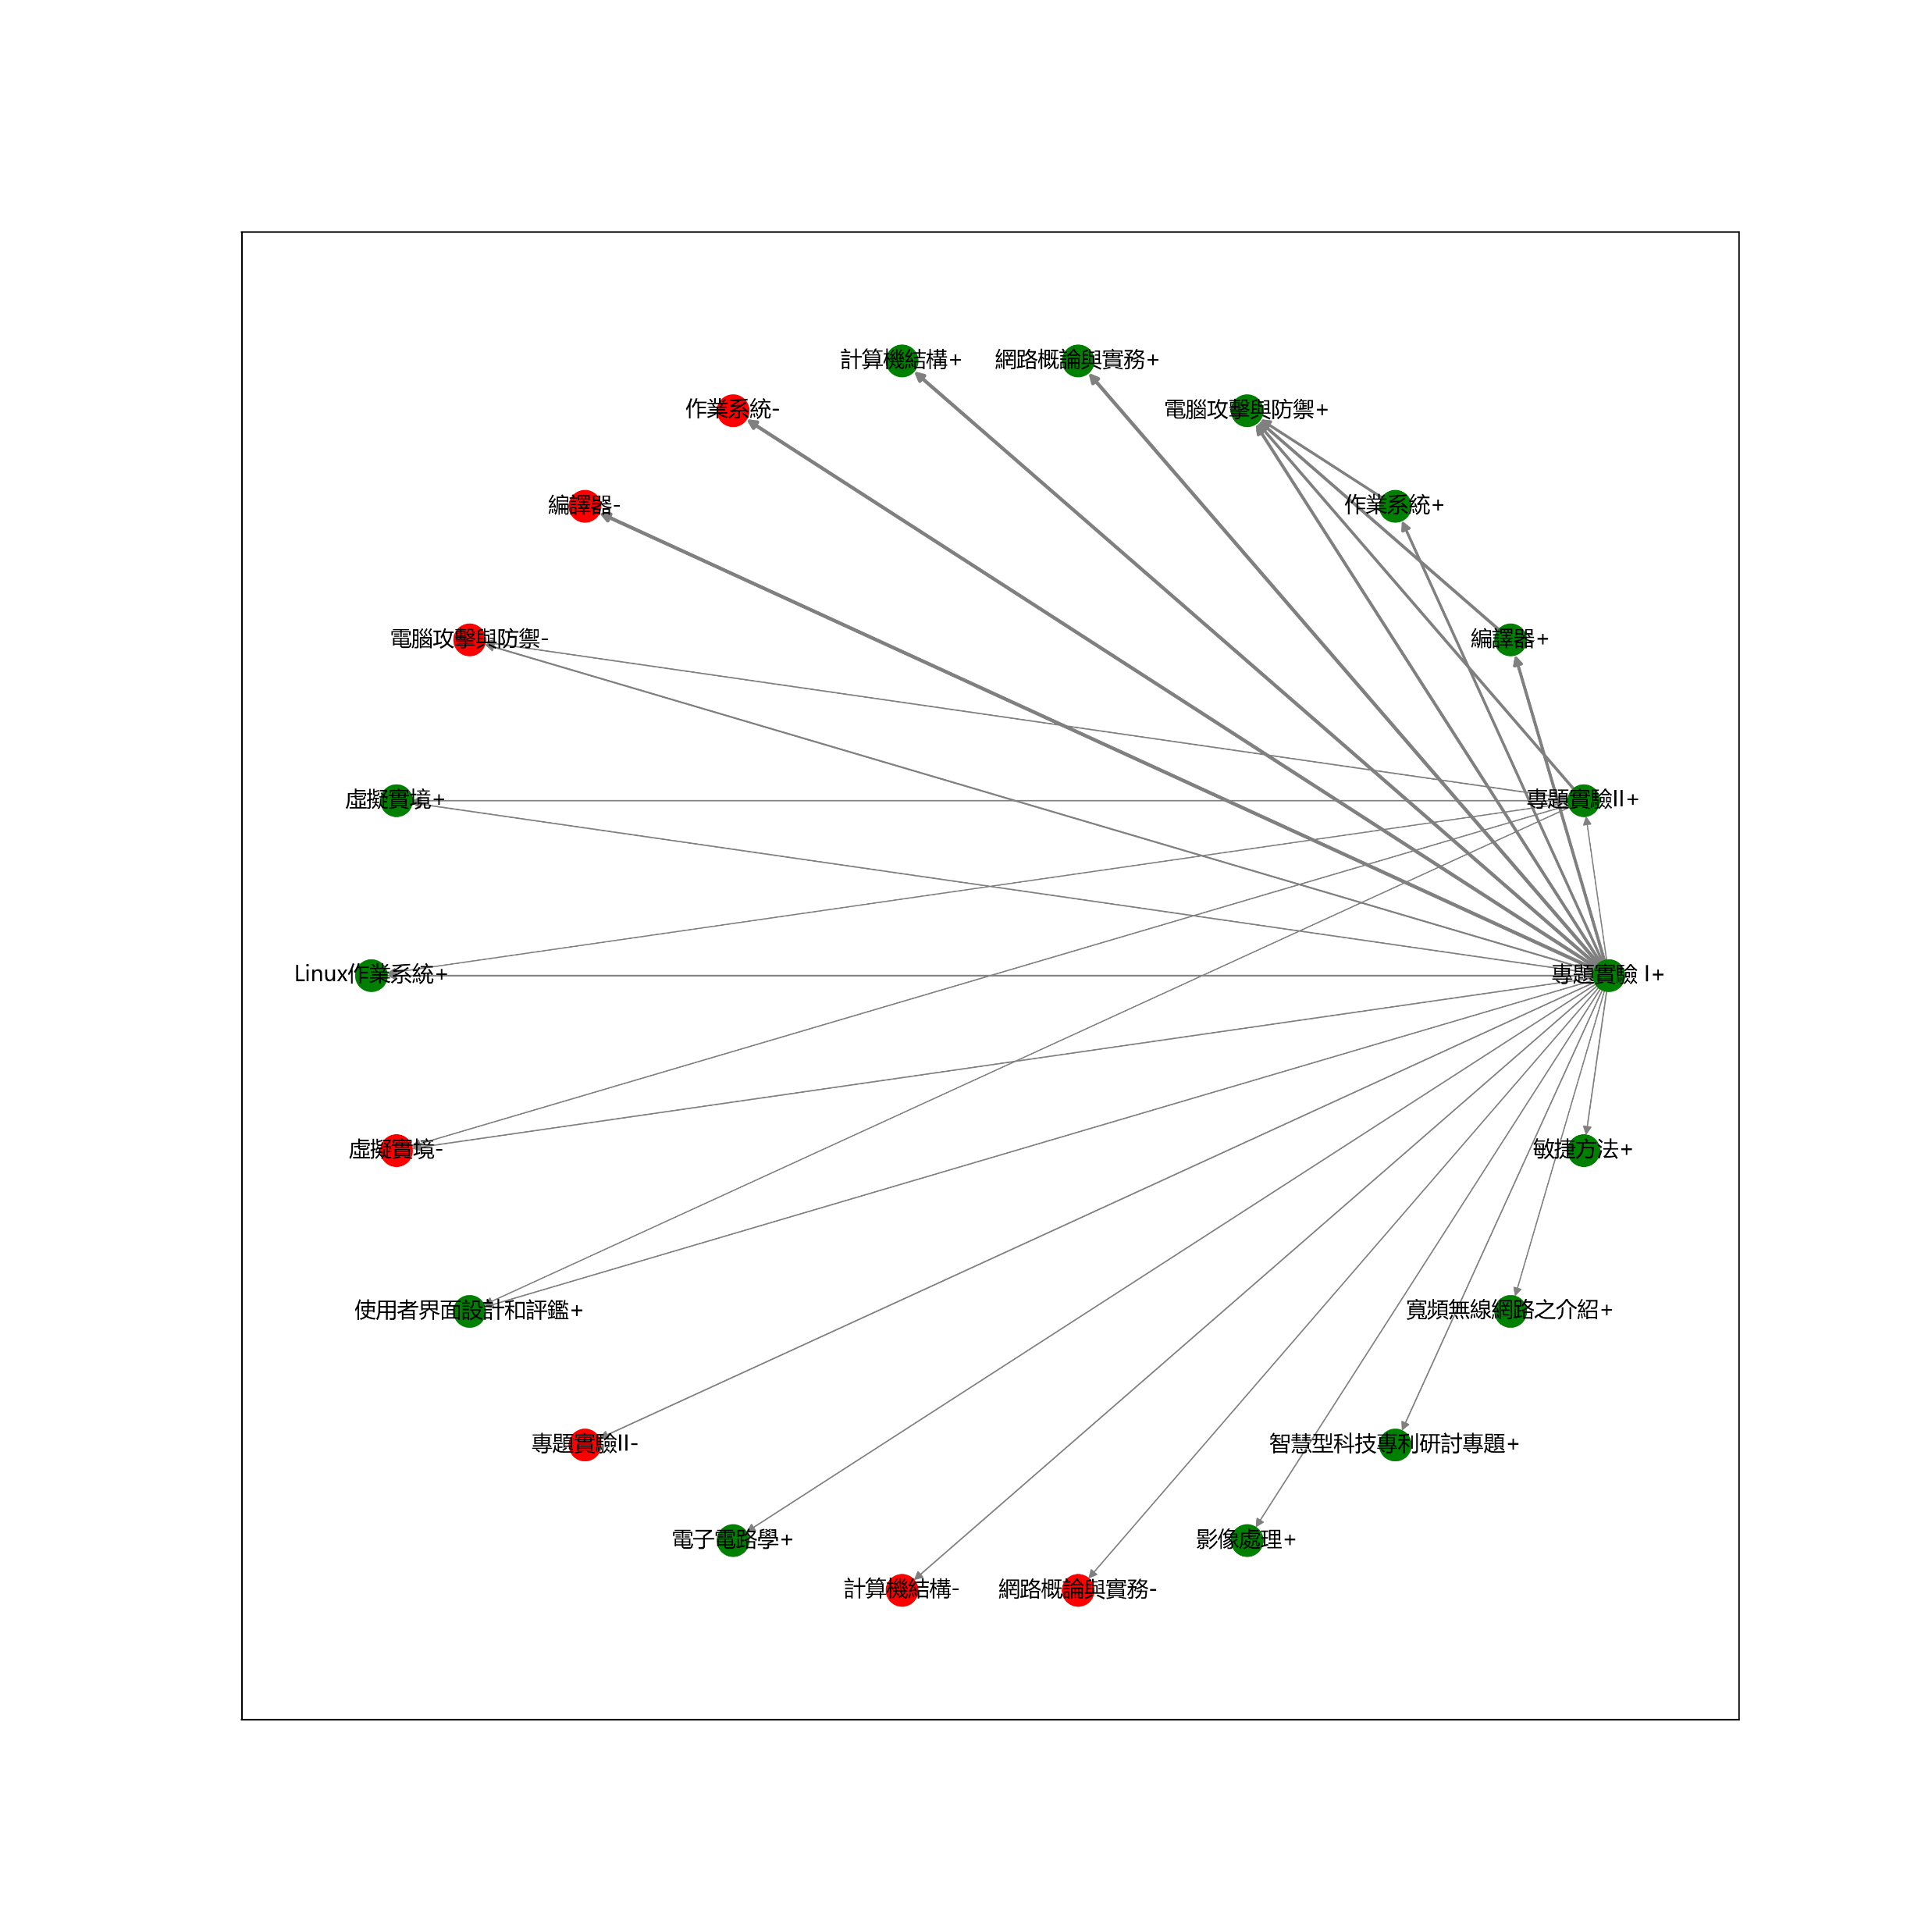 計算機結構+
網路概論與實務+
作業系統-
電腦攻擊與防禦+
編譯器-
作業系統+
電腦攻擊與防禦-
編譯器+
虛擬實境+
專題實驗II+
Linux作業系統+
專題實驗 I+
虛擬實境-
敏捷方法+
使用者界面設計和評鑑+
寬頻無線網路之介紹+
專題實驗II-
智慧型科技專利研討專題+
電子電路學+
影像處理+
計算機結構-
網路概論與實務-